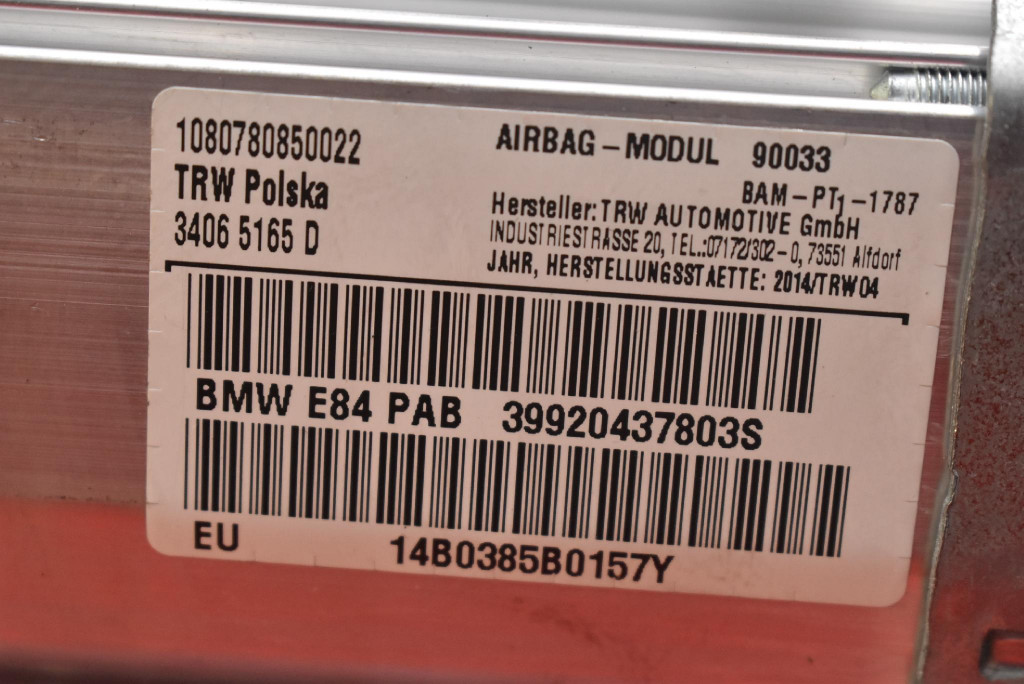 1080780850022
TRW Polska
3406 5165 D
AIRBAG – MODUL 90033
BAM – PT1 – 1787
Hersteller: TRW AUTOMOTIVE GmbH
INDUSTRIESTRASSE 20, TEL.:07172/302 – 0, 73551 Alfdorf
JAHR, HERSTELLUNGSSTAETTE: 2014/TRW04
BMW E84 PAB 39920437803S
EU 14B0385B0157Y